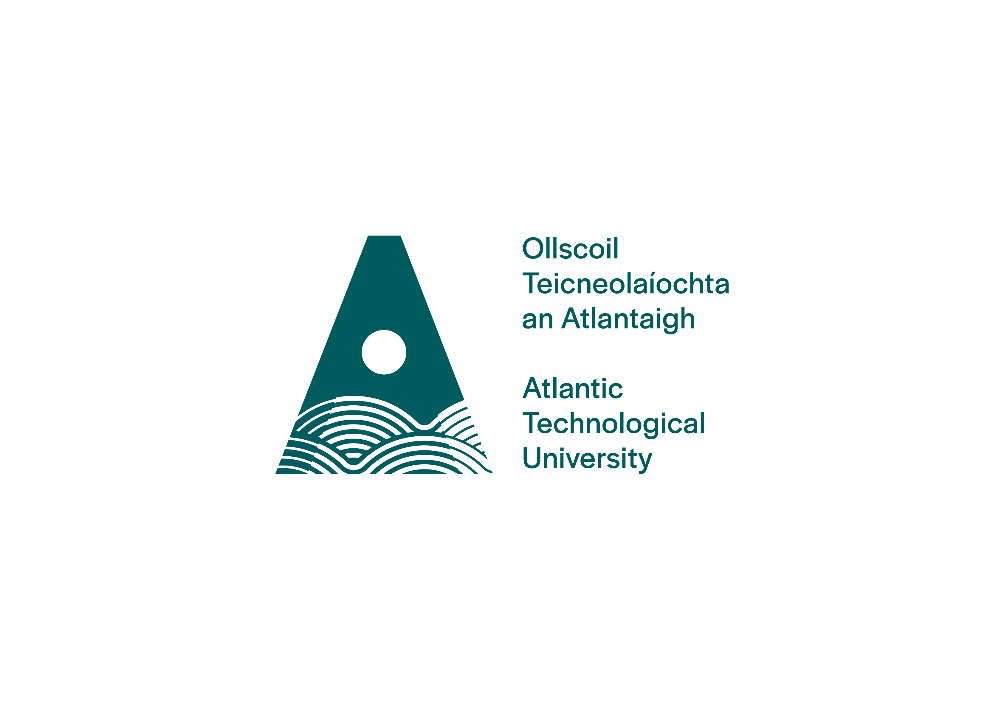 Ollscoil
Teicneolaíochta
an Atlantaigh
Atlantic
Technological
University